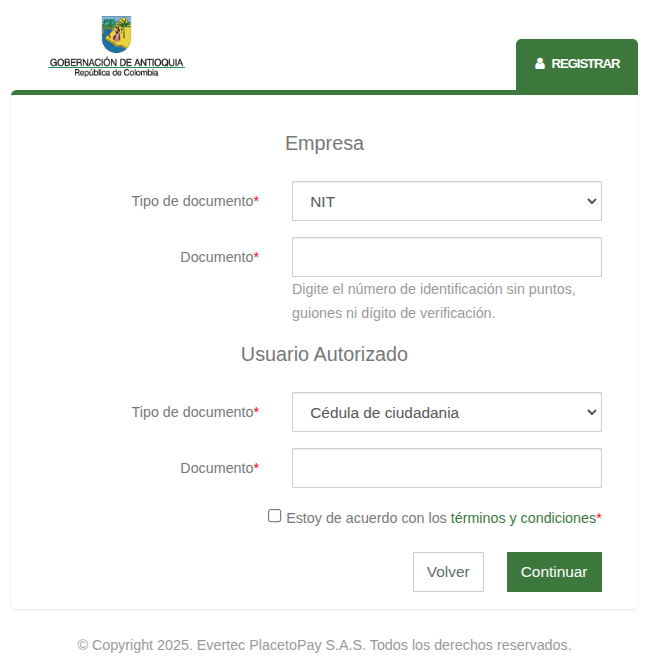 GOBERNACIÓN DE ANTIOQUIA
República de Colombia
REGISTRAR
Empresa
Tipo de documento*
NIT
Documento*
Digite el número de identificación sin puntos,
guiones ni dígito de verificación.
Usuario Autorizado
Tipo de documento*
Cédula de ciudadania
Documento*
Estoy de acuerdo con los términos y condiciones*
Volver
Continuar
© Copyright 2025. Evertec PlacetoPay S.A.S. Todos los derechos reservados.